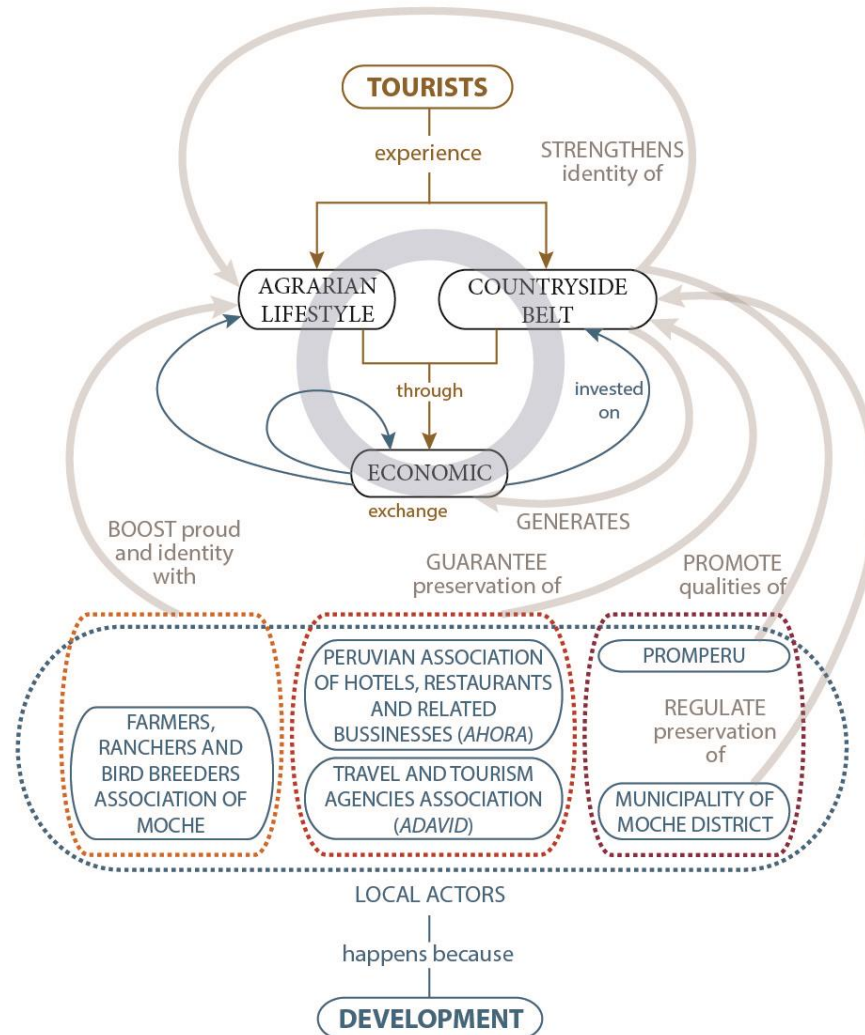 TOURISTS
experience
STRENGTHENS
identity of
AGRARIAN
LIFESTYLE
COUNTRYSIDE
BELT
through
invested
on
ECONOMIC
exchange
GENERATES
BOOST proud
and identity
with
GUARANTEE
preservation of
PROMOTE
qualities of
FARMERS,
RANCHERS AND
BIRD BREEDERS
ASSOCIATION OF
MOCHE
PERUVIAN ASSOCIATION
OF HOTELS, RESTAURANTS
AND RELATED
BUSSINESSES (AHORA)
TRAVEL AND TOURISM
AGENCIES ASSOCIATION
(ADAVID)
PROMPERU
REGULATE
preservation
of
MUNICIPALITY OF
MOCHE DISTRICT
LOCAL ACTORS
happens because
DEVELOPMENT